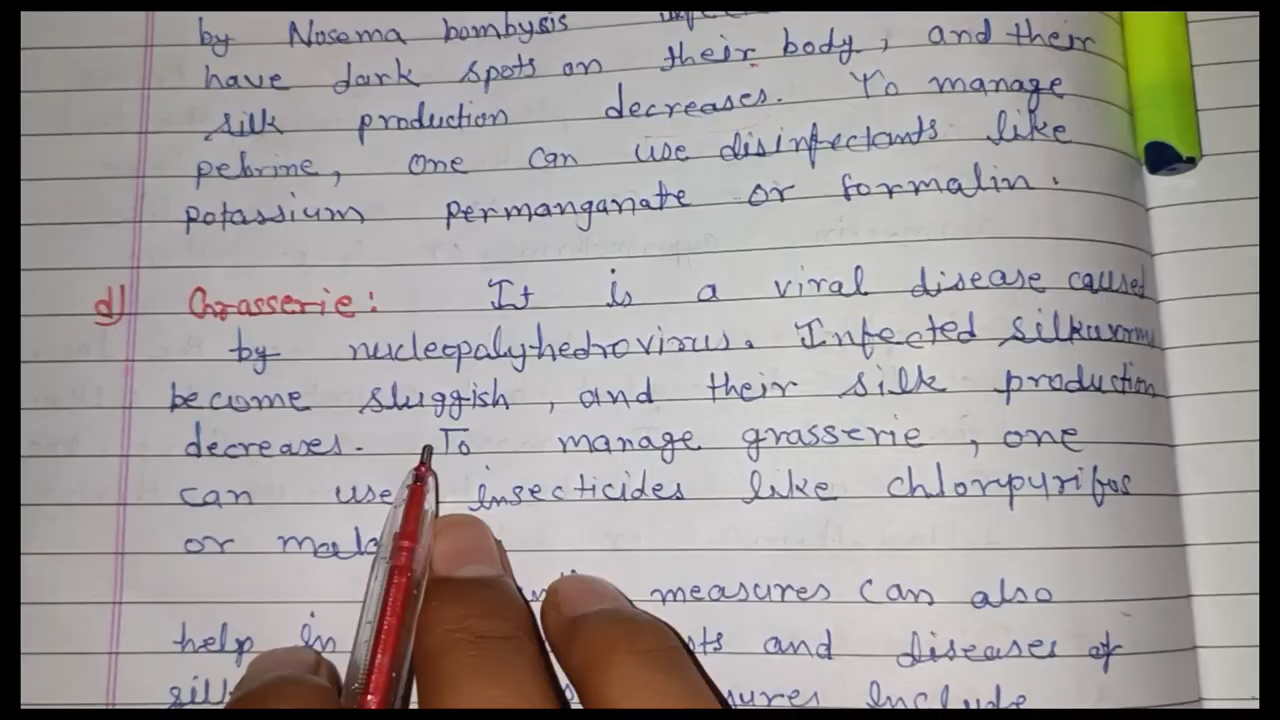 by Nosema bombysis
have dark spots on their body, and their
silk production decreases. To manage
pebrine, one can use disinfectants like
potassium permanganate or formalin.
d) Grasserie: It is a viral disease caused
by nucleopalyhedrovirus. Infected silkworms
become sluggish, and their silk production
decreases. To manage grasserie, one
can use insecticides like chlorpyrifos
or mala
measures can also
help in and diseases of
include